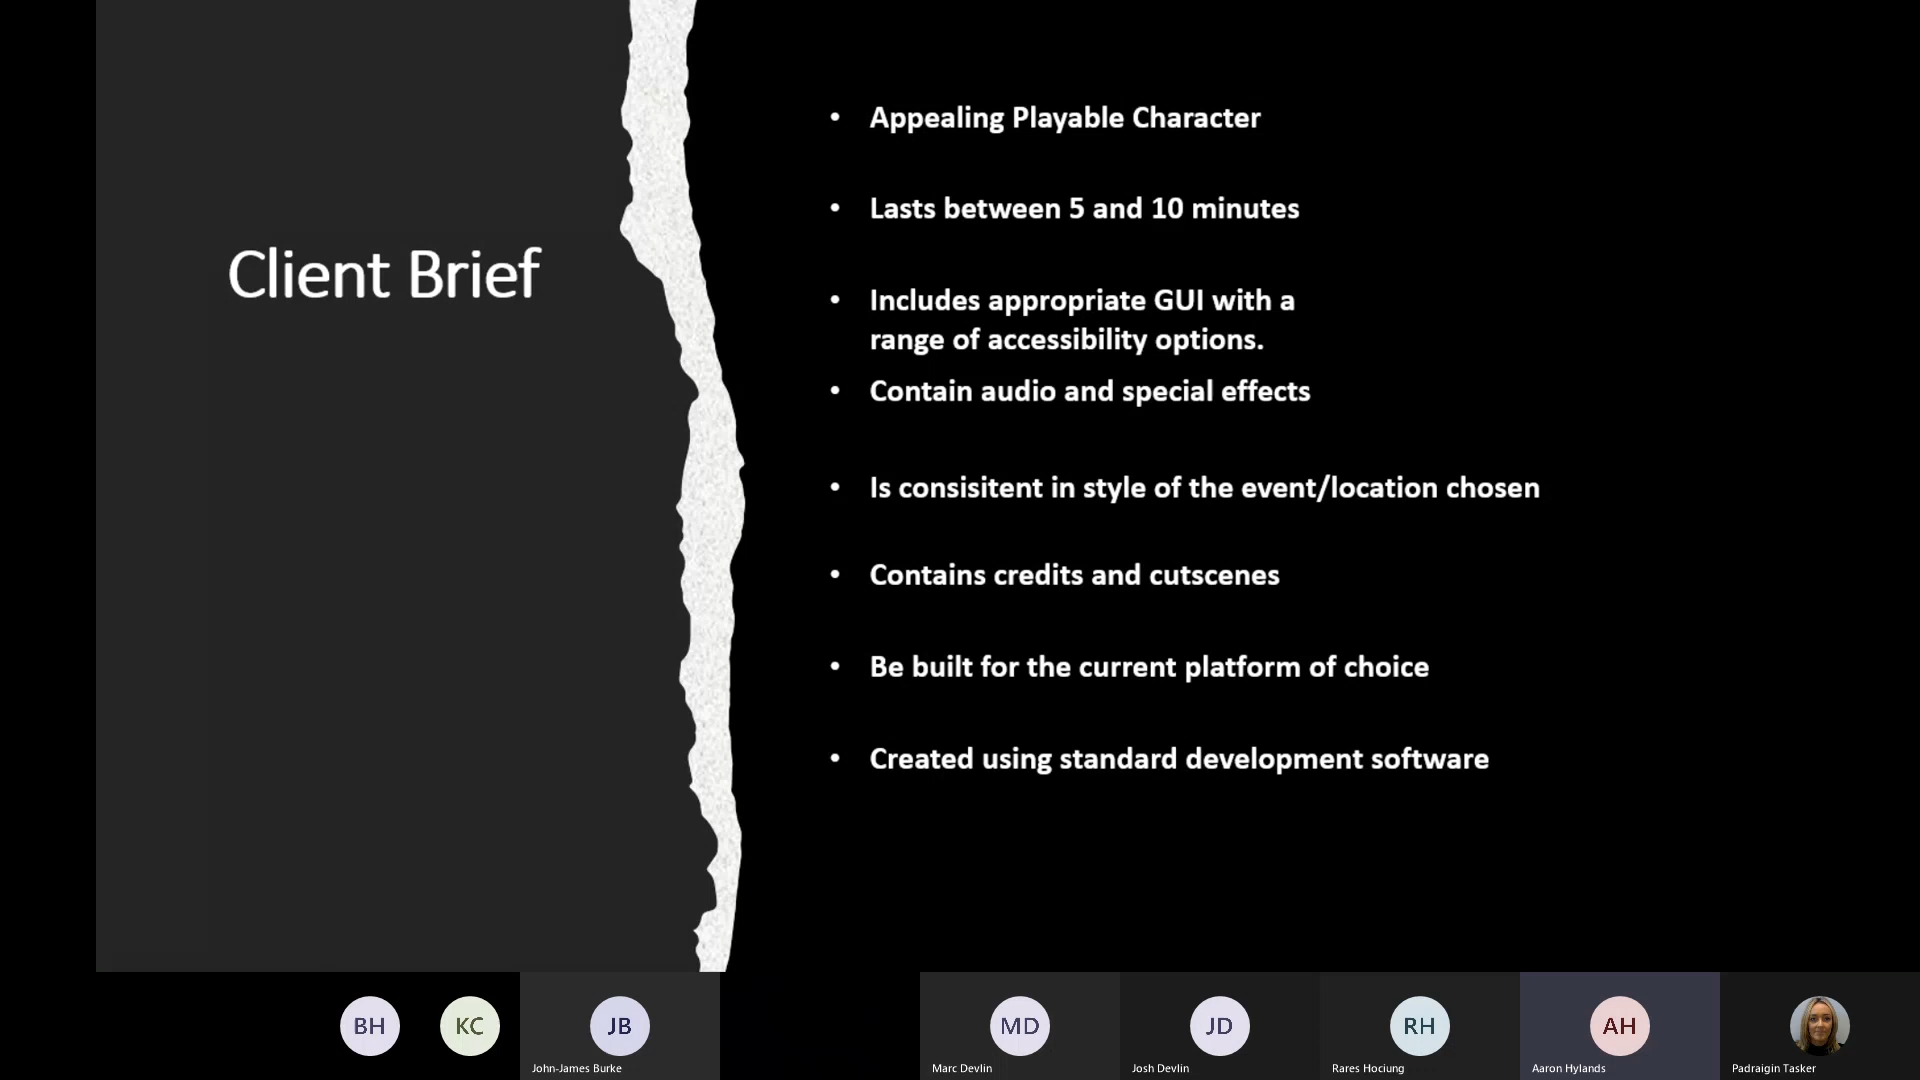 Client Brief
• Appealing Playable Character
• Lasts between 5 and 10 minutes
• Includes appropriate GUI with a
range of accessibility options.
• Contain audio and special effects
• Is consisitent in style of the event/location chosen
• Contains credits and cutscenes
• Be built for the current platform of choice
• Created using standard development software
BH
KC
JB
MD
JD
RH
AH
John-James Burke
Marc Devlin
Josh Devlin
Rares Hociung
Aaron Hylands
Padraigin Tasker